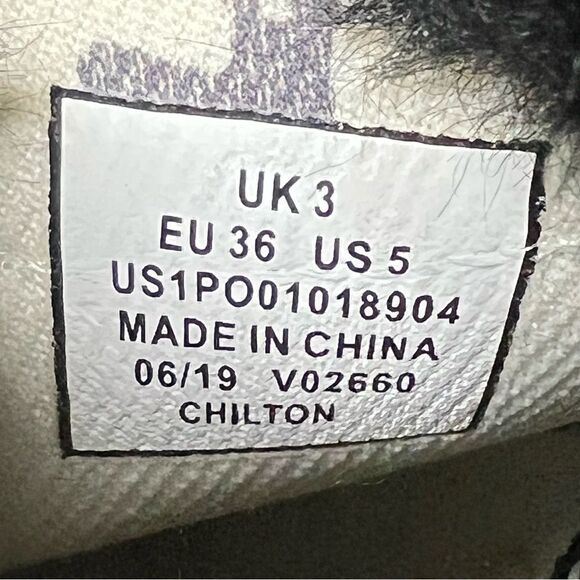 UK 3
EU 36 US 5
US1PO01018904
MADE IN CHINA
06/19 V02660
CHILTON